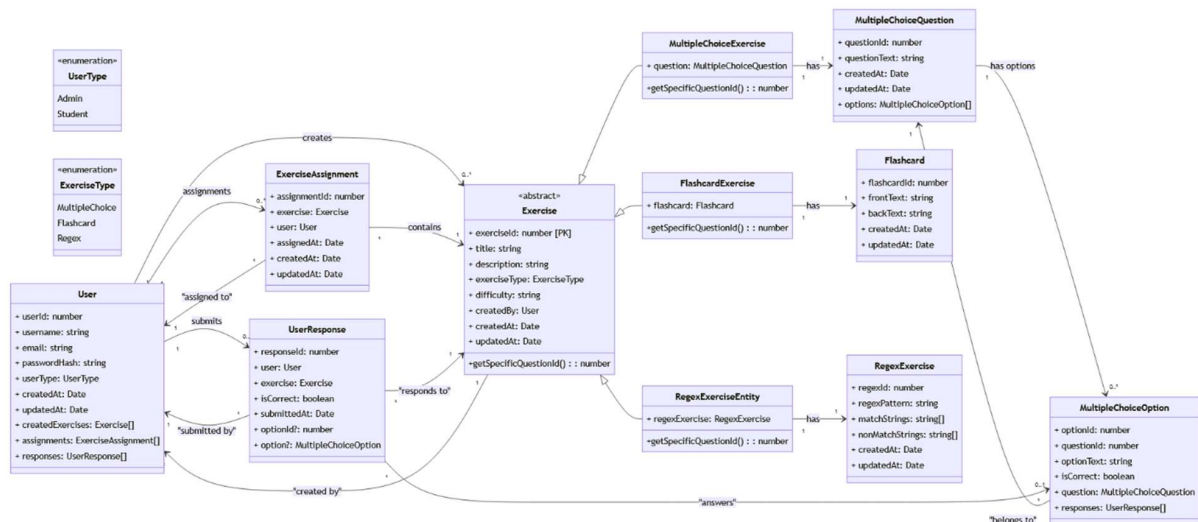 «enumeration»
UserType
Admin
Student
«enumeration»
ExerciseType
MultipleChoice
Flashcard
Regex
User
+ userId: number
+ username: string
+ email: string
+ passwordHash: string
+ userType: UserType
+ createdAt: Date
+ updatedAt: Date
+ createdExercises: Exercise[]
+ assignments: ExerciseAssignment[]
+ responses: UserResponse[]
creates
assignments
"assigned to"
submits
"submitted by"
"created by"
ExerciseAssignment
+ assignmentId: number
+ exercise: Exercise
+ user: User
+ assignedAt: Date
+ createdAt: Date
+ updatedAt: Date
contains
UserResponse
+ responseId: number
+ user: User
+ exercise: Exercise
+ isCorrect: boolean
+ submittedAt: Date
+ optionId?: number
+ option?: MultipleChoiceOption
"responds to"
"answers"
«abstract»
Exercise
+ exerciseId: number [PK]
+ title: string
+ description: string
+ exerciseType: ExerciseType
+ difficulty: string
+ createdBy: User
+ createdAt: Date
+ updatedAt: Date
+getSpecificQuestionId() : : number
MultipleChoiceExercise
+ question: MultipleChoiceQuestion
+getSpecificQuestionId() : : number
has
FlashcardExercise
+ flashcard: Flashcard
+getSpecificQuestionId() : : number
has
RegexExerciseEntity
+ regexExercise: RegexExercise
+getSpecificQuestionId() : : number
has
MultipleChoiceQuestion
+ questionId: number
+ questionText: string
+ createdAt: Date
+ updatedAt: Date
+ options: MultipleChoiceOption[]
has options
Flashcard
+ flashcardId: number
+ frontText: string
+ backText: string
+ createdAt: Date
+ updatedAt: Date
RegexExercise
+ regexId: number
+ regexPattern: string
+ matchStrings: string[]
+ nonMatchStrings: string[]
+ createdAt: Date
+ updatedAt: Date
MultipleChoiceOption
+ optionId: number
+ questionId: number
+ optionText: string
+ isCorrect: boolean
+ question: MultipleChoiceQuestion
+ responses: UserResponse[]
"belongs to"